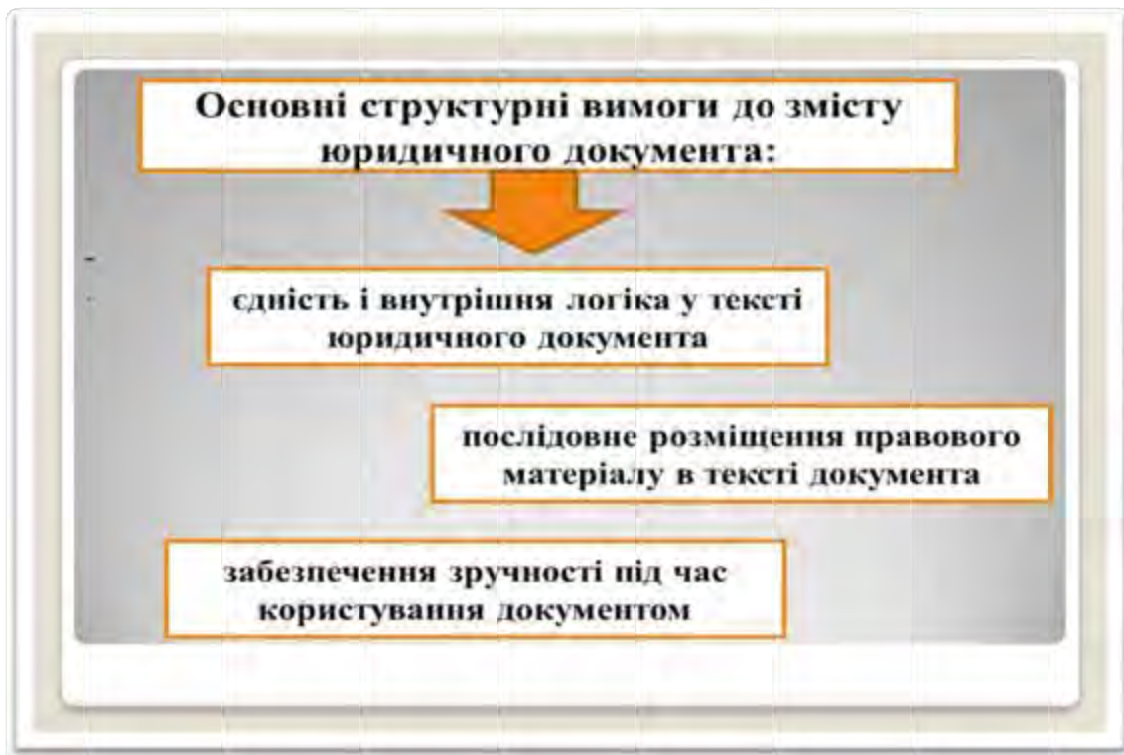 Основні структурні вимоги до змісту
юридичного документа:
єдність і внутрішня логіка у тексті
юридичного документа
послідовне розміщення правового
матеріалу в тексті документа
забезпечення зручності під час
користування документом